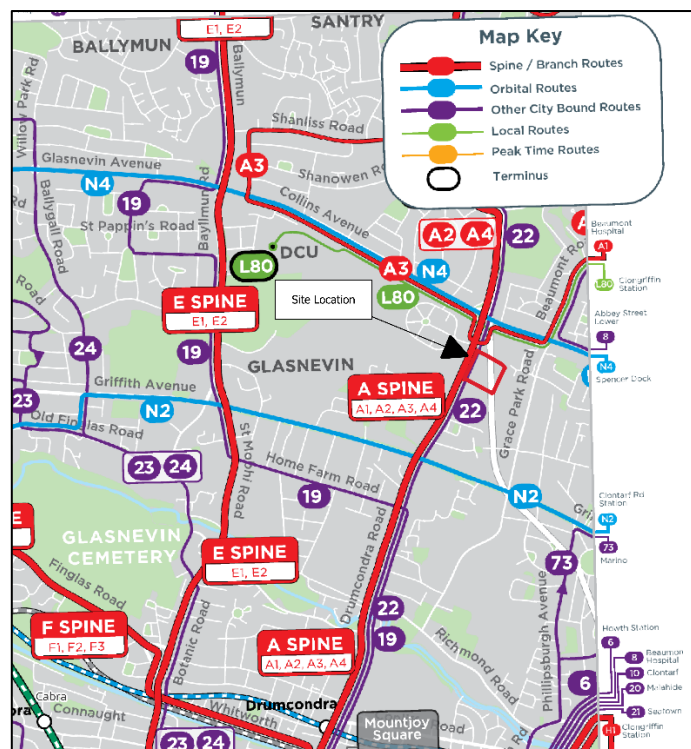 BALLYMUN
SANTRY
E1, E2
19
Ballymun
Map Key
Spine / Branch Routes
Orbital Routes
Other City Bound Routes
Local Routes
Peak Time Routes
Terminus
Willow Park Rd
Shanliss Road
Glasnevin Avenue
N4
A3
Shanowen Road
Collins Avenue
19
St Pappin's Road
Ballygall Road
Bayllmun Rd
DCU
L80
A2 A4
22
A3
N4
L80
Beaumont Ro
Beaumont
Hospital
A1
L80
Clongriffin
Station
Abbey Street
Lower
8
N4
Spencer Dock
Site Location
E SPINE
E1, E2
Road
24
19
GLASNEVIN
Griffith Avenue
N2
23
Old Finglas Road
A SPINE
A1, A2, A3, A4
22
Grace Park Road
23 24
St Mobhi Road
Home Farm Road
19
N2
Clontarf Rd
Station
N2
73
Marino
GLASNEVIN
CEMETERY
E SPINE
E1, E2
Drumcondra Road
73
Finglas Road
F SPINE
F1, F2, F3
Botanic Road
A SPINE
A1, A2, A3, A4
22
19
Richmond Road
Phillipsburgh Avenue
6
Howth Station
6
8
Beaumon
Hospital
10
Clontarf
20
Malahide
21
H1
Clongriffin
Station
Cabra
Connaught
Whitworth
Drumcondra
Mountjoy
Square
oad
Rd
23 24